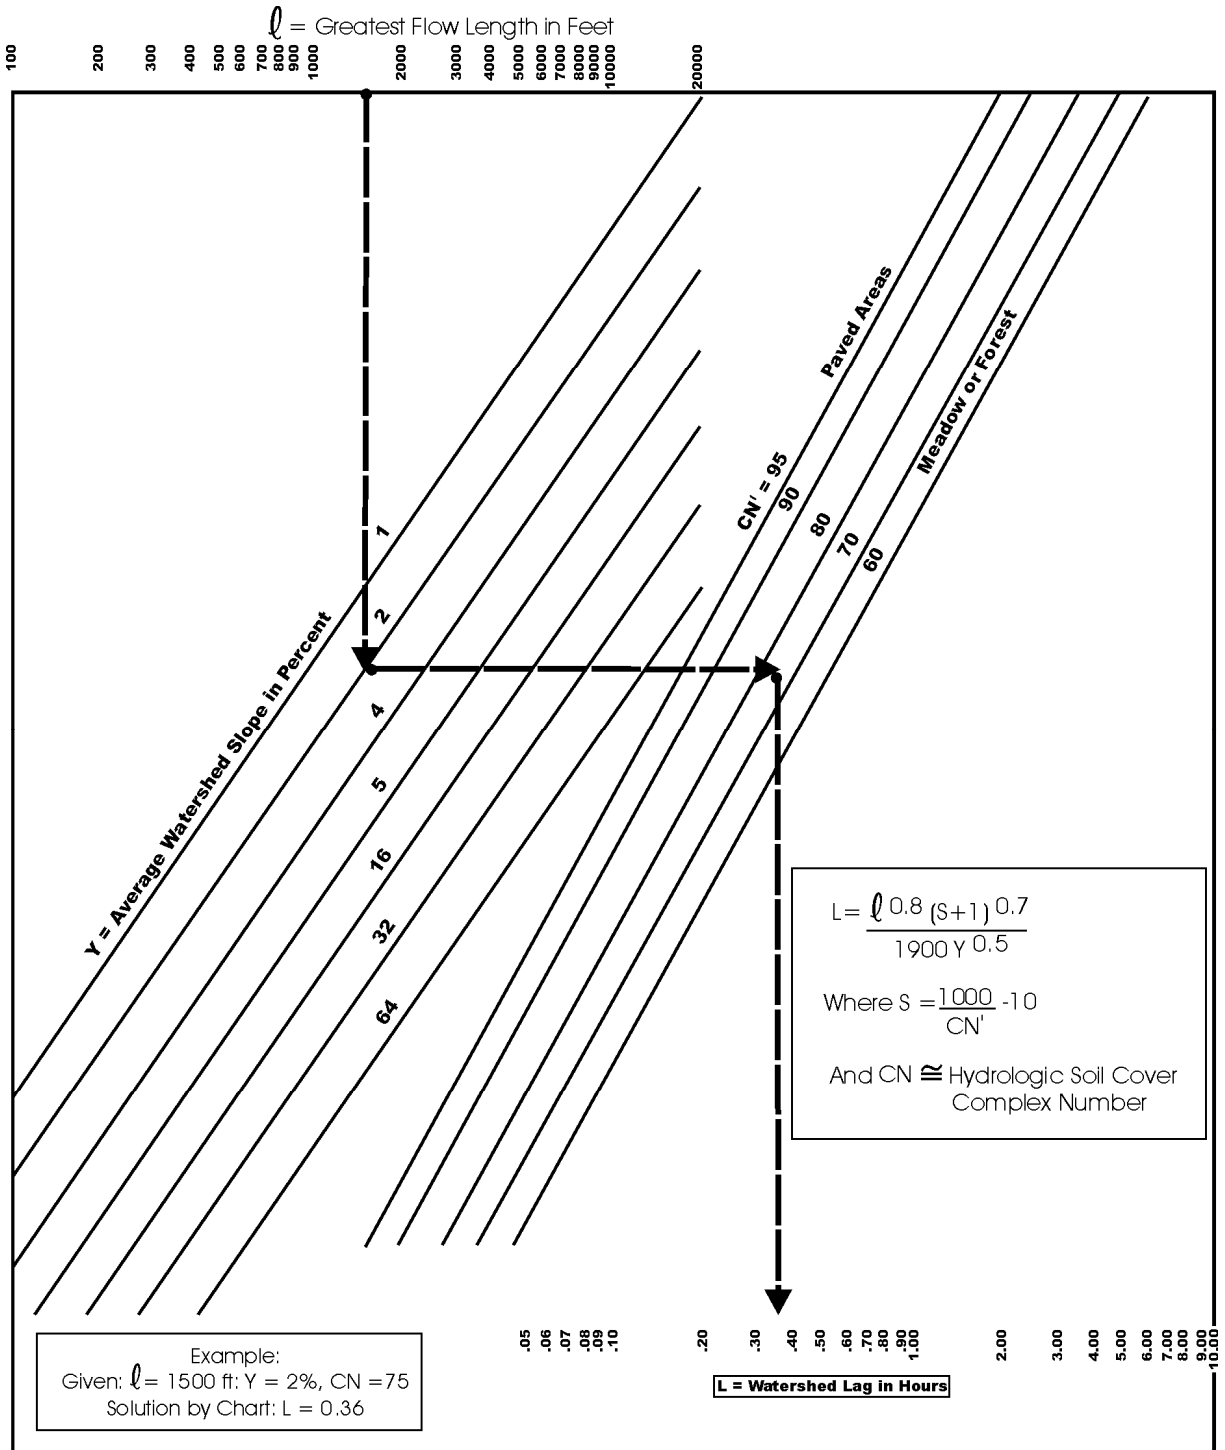 ℓ = Greatest Flow Length in Feet
100 200 300 400 500 600 700 800 900 1000 2000 3000 4000 5000 6000 7000 8000 9000 10000 20000
Paved Areas
Meadow or Forest
CN' = 95
90
80
70
60
Y = Average Watershed Slope in Percent
1
2
4
5
16
32
64
L= ℓ 0.8 (S+1) 0.7
1900 Y 0.5
Where S = 1000 -10
CN'
And CN ≅ Hydrologic Soil Cover
Complex Number
.05 .06 .07 .08 .09 .10 .20 .30 .40 .50 .60 .70 .80 .90 1.00 2.00 3.00 4.00 5.00 6.00 7.00 8.00 9.00 10.00
L = Watershed Lag in Hours
Example:
Given: ℓ = 1500 ft: Y = 2%, CN =75
Solution by Chart: L = 0.36